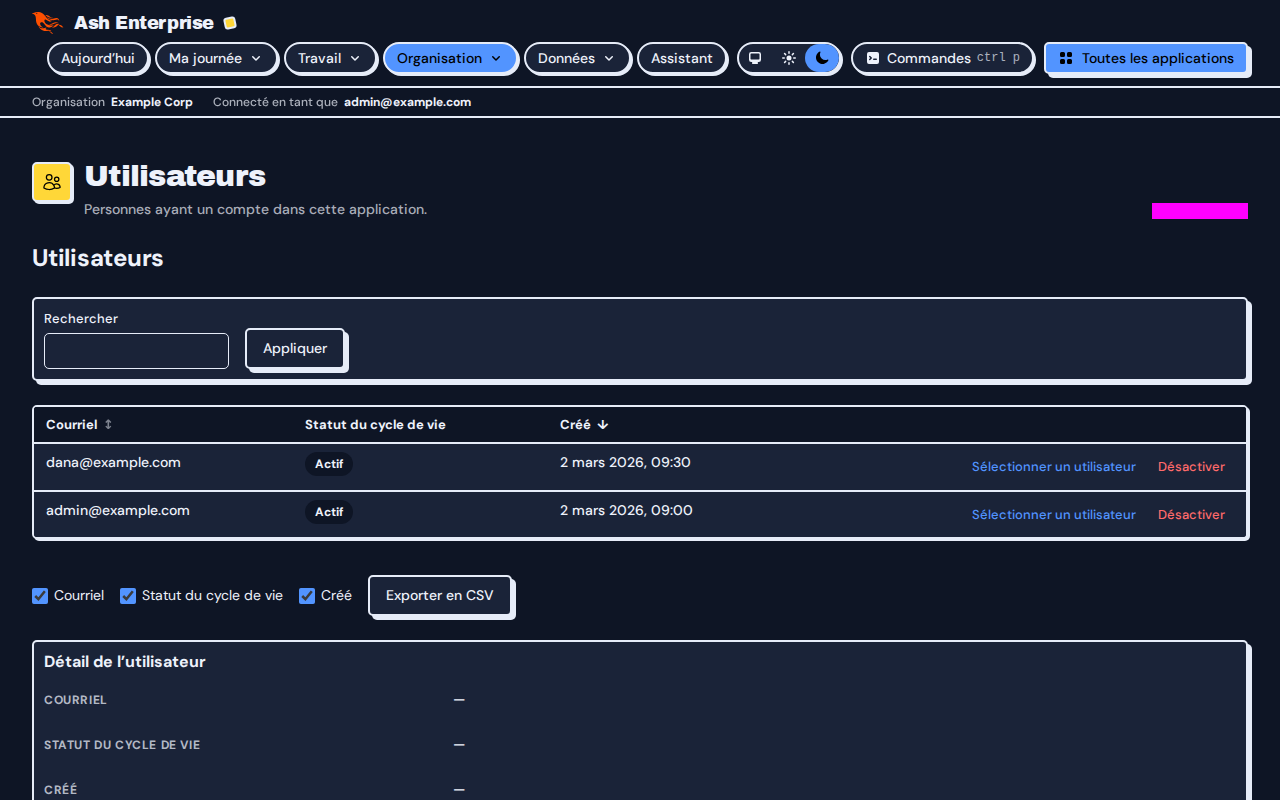 Ash Enterprise
Aujourd’hui Ma journée Travail Organisation Données Assistant Commandes ctrl p Toutes les applications
Organisation Example Corp Connecté en tant que admin@example.com
Utilisateurs
Personnes ayant un compte dans cette application.
Utilisateurs
Rechercher
Appliquer
Courriel Statut du cycle de vie Créé
dana@example.com Actif 2 mars 2026, 09:30 Sélectionner un utilisateur Désactiver
admin@example.com Actif 2 mars 2026, 09:00 Sélectionner un utilisateur Désactiver
Courriel Statut du cycle de vie Créé Exporter en CSV
Détail de l’utilisateur
COURRIEL —
STATUT DU CYCLE DE VIE —
CRÉÉ —